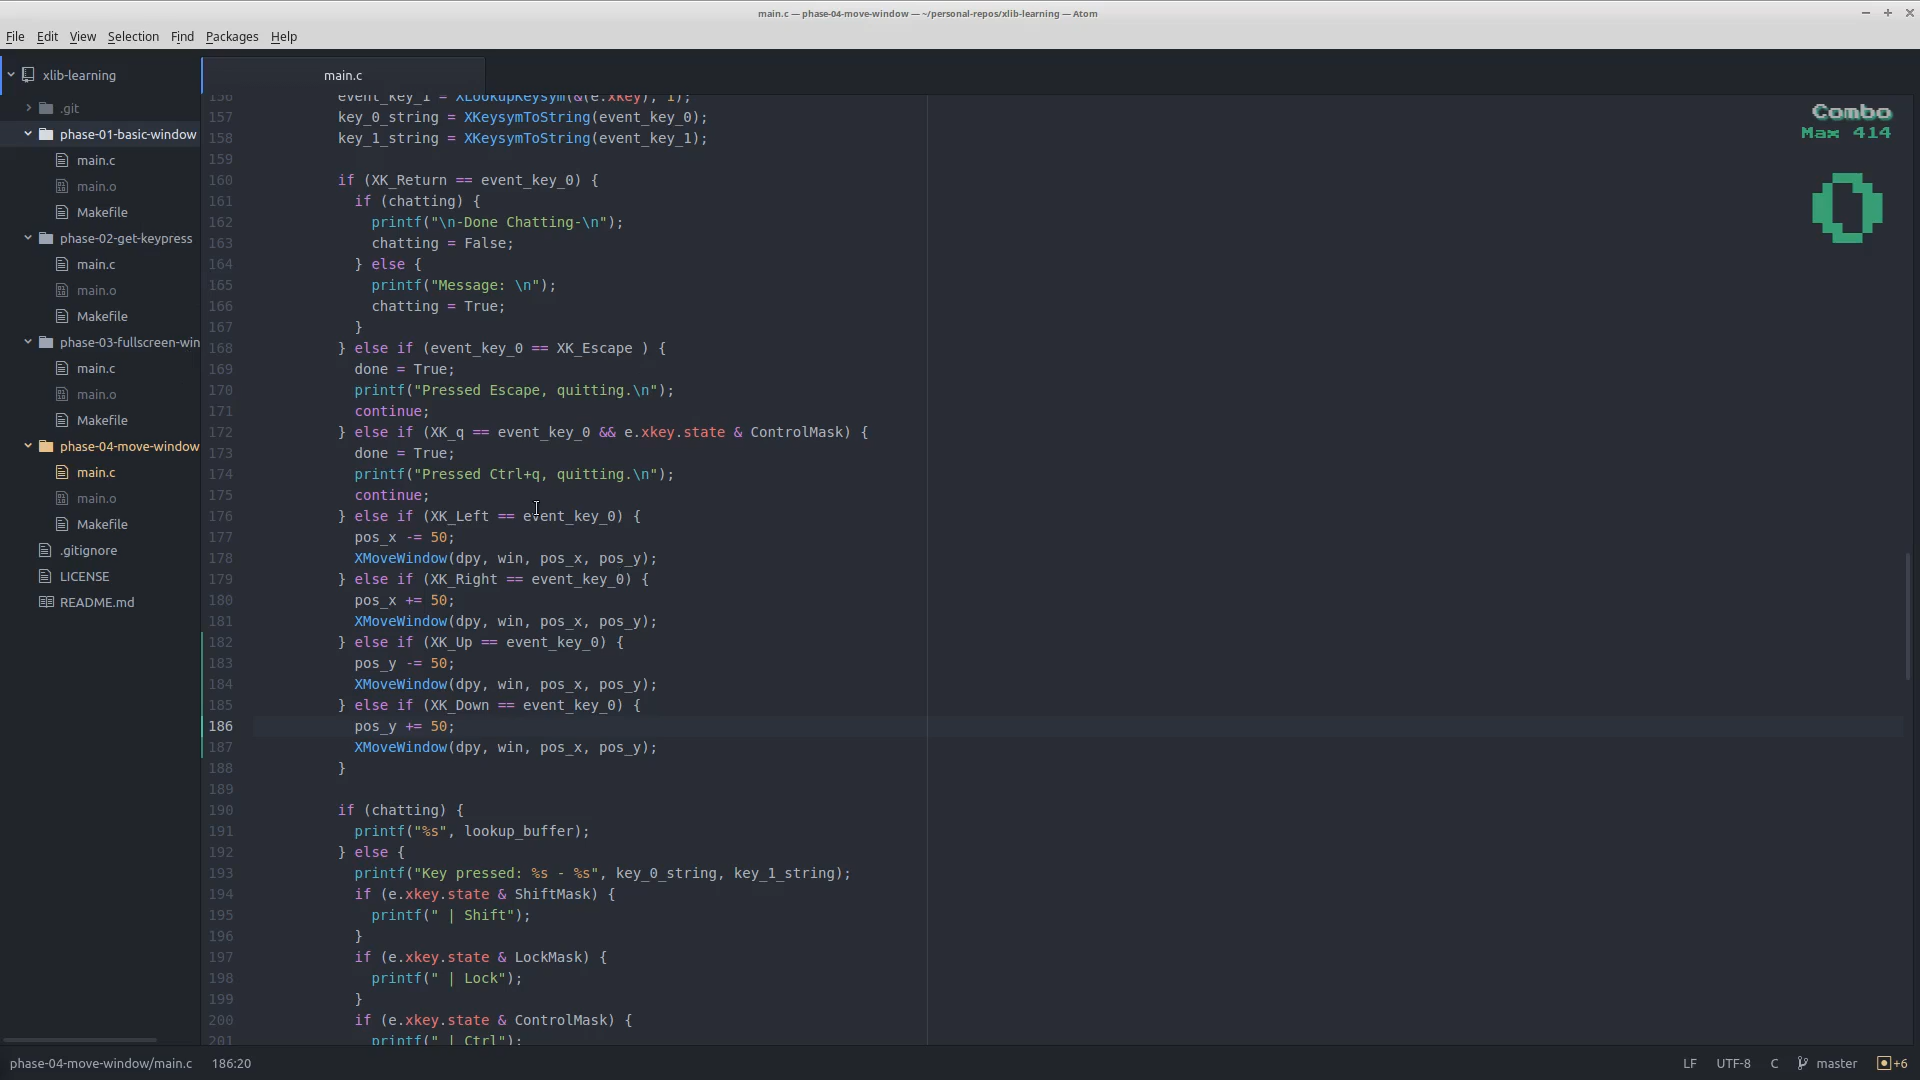 main.c — phase-04-move-window — ~/personal-repos/xlib-learning — Atom
File Edit View Selection Find Packages Help
xlib-learning
.git
phase-01-basic-window
main.c
main.o
Makefile
phase-02-get-keypress
main.c
main.o
Makefile
phase-03-fullscreen-win
main.c
main.o
Makefile
phase-04-move-window
main.c
main.o
Makefile
.gitignore
LICENSE
README.md
main.c
156 event_key_1 = XLookupKeysym(&(e.xkey), 1);
157 key_0_string = XKeysymToString(event_key_0);
158 key_1_string = XKeysymToString(event_key_1);
159
160 if (XK_Return == event_key_0) {
161 if (chatting) {
162 printf("\n-Done Chatting-\n");
163 chatting = False;
164 } else {
165 printf("Message: \n");
166 chatting = True;
167 }
168 } else if (event_key_0 == XK_Escape ) {
169 done = True;
170 printf("Pressed Escape, quitting.\n");
171 continue;
172 } else if (XK_q == event_key_0 && e.xkey.state & ControlMask) {
173 done = True;
174 printf("Pressed Ctrl+q, quitting.\n");
175 continue;
176 } else if (XK_Left == event_key_0) {
177 pos_x -= 50;
178 XMoveWindow(dpy, win, pos_x, pos_y);
179 } else if (XK_Right == event_key_0) {
180 pos_x += 50;
181 XMoveWindow(dpy, win, pos_x, pos_y);
182 } else if (XK_Up == event_key_0) {
183 pos_y -= 50;
184 XMoveWindow(dpy, win, pos_x, pos_y);
185 } else if (XK_Down == event_key_0) {
186 pos_y += 50;
187 XMoveWindow(dpy, win, pos_x, pos_y);
188 }
189
190 if (chatting) {
191 printf("%s", lookup_buffer);
192 } else {
193 printf("Key pressed: %s - %s", key_0_string, key_1_string);
194 if (e.xkey.state & ShiftMask) {
195 printf(" | Shift");
196 }
197 if (e.xkey.state & LockMask) {
198 printf(" | Lock");
199 }
200 if (e.xkey.state & ControlMask) {
201 printf(" | Ctrl");
Combo
Max 414
0
phase-04-move-window/main.c 186:20 LF UTF-8 C master +6